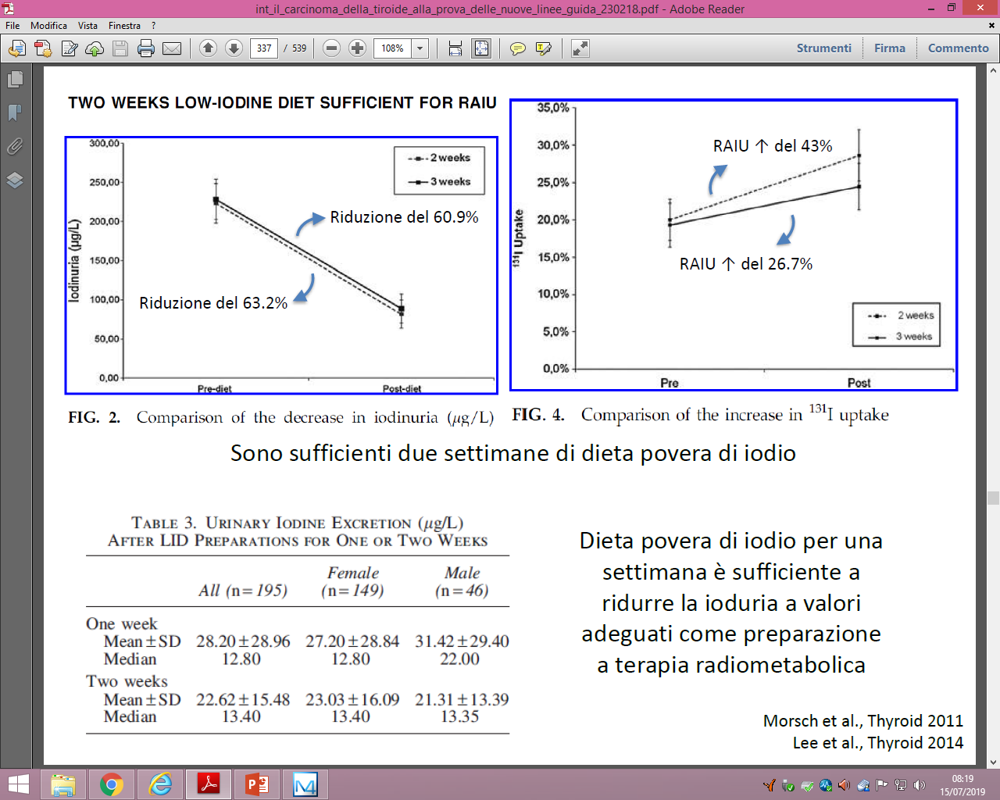 int_il_carcinoma_della_tiroide_alla_prova_delle_nuove_linee_guida_230218.pdf - Adobe Reader
File Modifica Vista Finestra ?
337 / 539 108% Strumenti Firma Commento
TWO WEEKS LOW-IODINE DIET SUFFICIENT FOR RAIU
300,00
250,00
200,00
150,00
100,00
50,00
0,00
Iodinuria (µg/L)
2 weeks
3 weeks
Riduzione del 60.9%
Riduzione del 63.2%
Pre-diet Post-diet
FIG. 2. Comparison of the decrease in iodinuria (µg/L)
35,0%
30,0%
25,0%
20,0%
15,0%
10,0%
5,0%
0,0%
¹³¹I Uptake
RAIU ↑ del 43%
RAIU ↑ del 26.7%
2 weeks
3 weeks
Pre Post
FIG. 4. Comparison of the increase in ¹³¹I uptake
Sono sufficienti due settimane di dieta povera di iodio
TABLE 3. URINARY IODINE EXCRETION (µg/L)
AFTER LID PREPARATIONS FOR ONE OR TWO WEEKS
Female Male
All (n=195) (n=149) (n=46)
One week
Mean±SD 28.20±28.96 27.20±28.84 31.42±29.40
Median 12.80 12.80 22.00
Two weeks
Mean±SD 22.62±15.48 23.03±16.09 21.31±13.39
Median 13.40 13.40 13.35
Dieta povera di iodio per una
settimana è sufficiente a
ridurre la ioduria a valori
adeguati come preparazione
a terapia radiometabolica
Morsch et al., Thyroid 2011
Lee et al., Thyroid 2014
08:19
15/07/2019